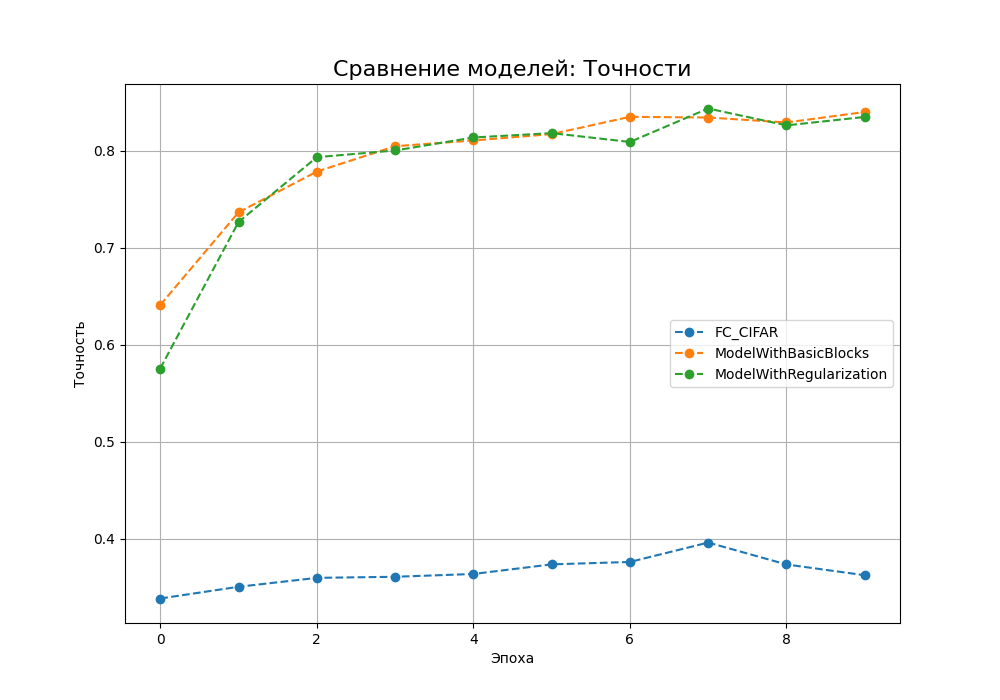 Сравнение моделей: Точности
Точность
0.8
0.7
0.6
0.5
0.4
FC_CIFAR
ModelWithBasicBlocks
ModelWithRegularization
0 2 4 6 8
Эпоха